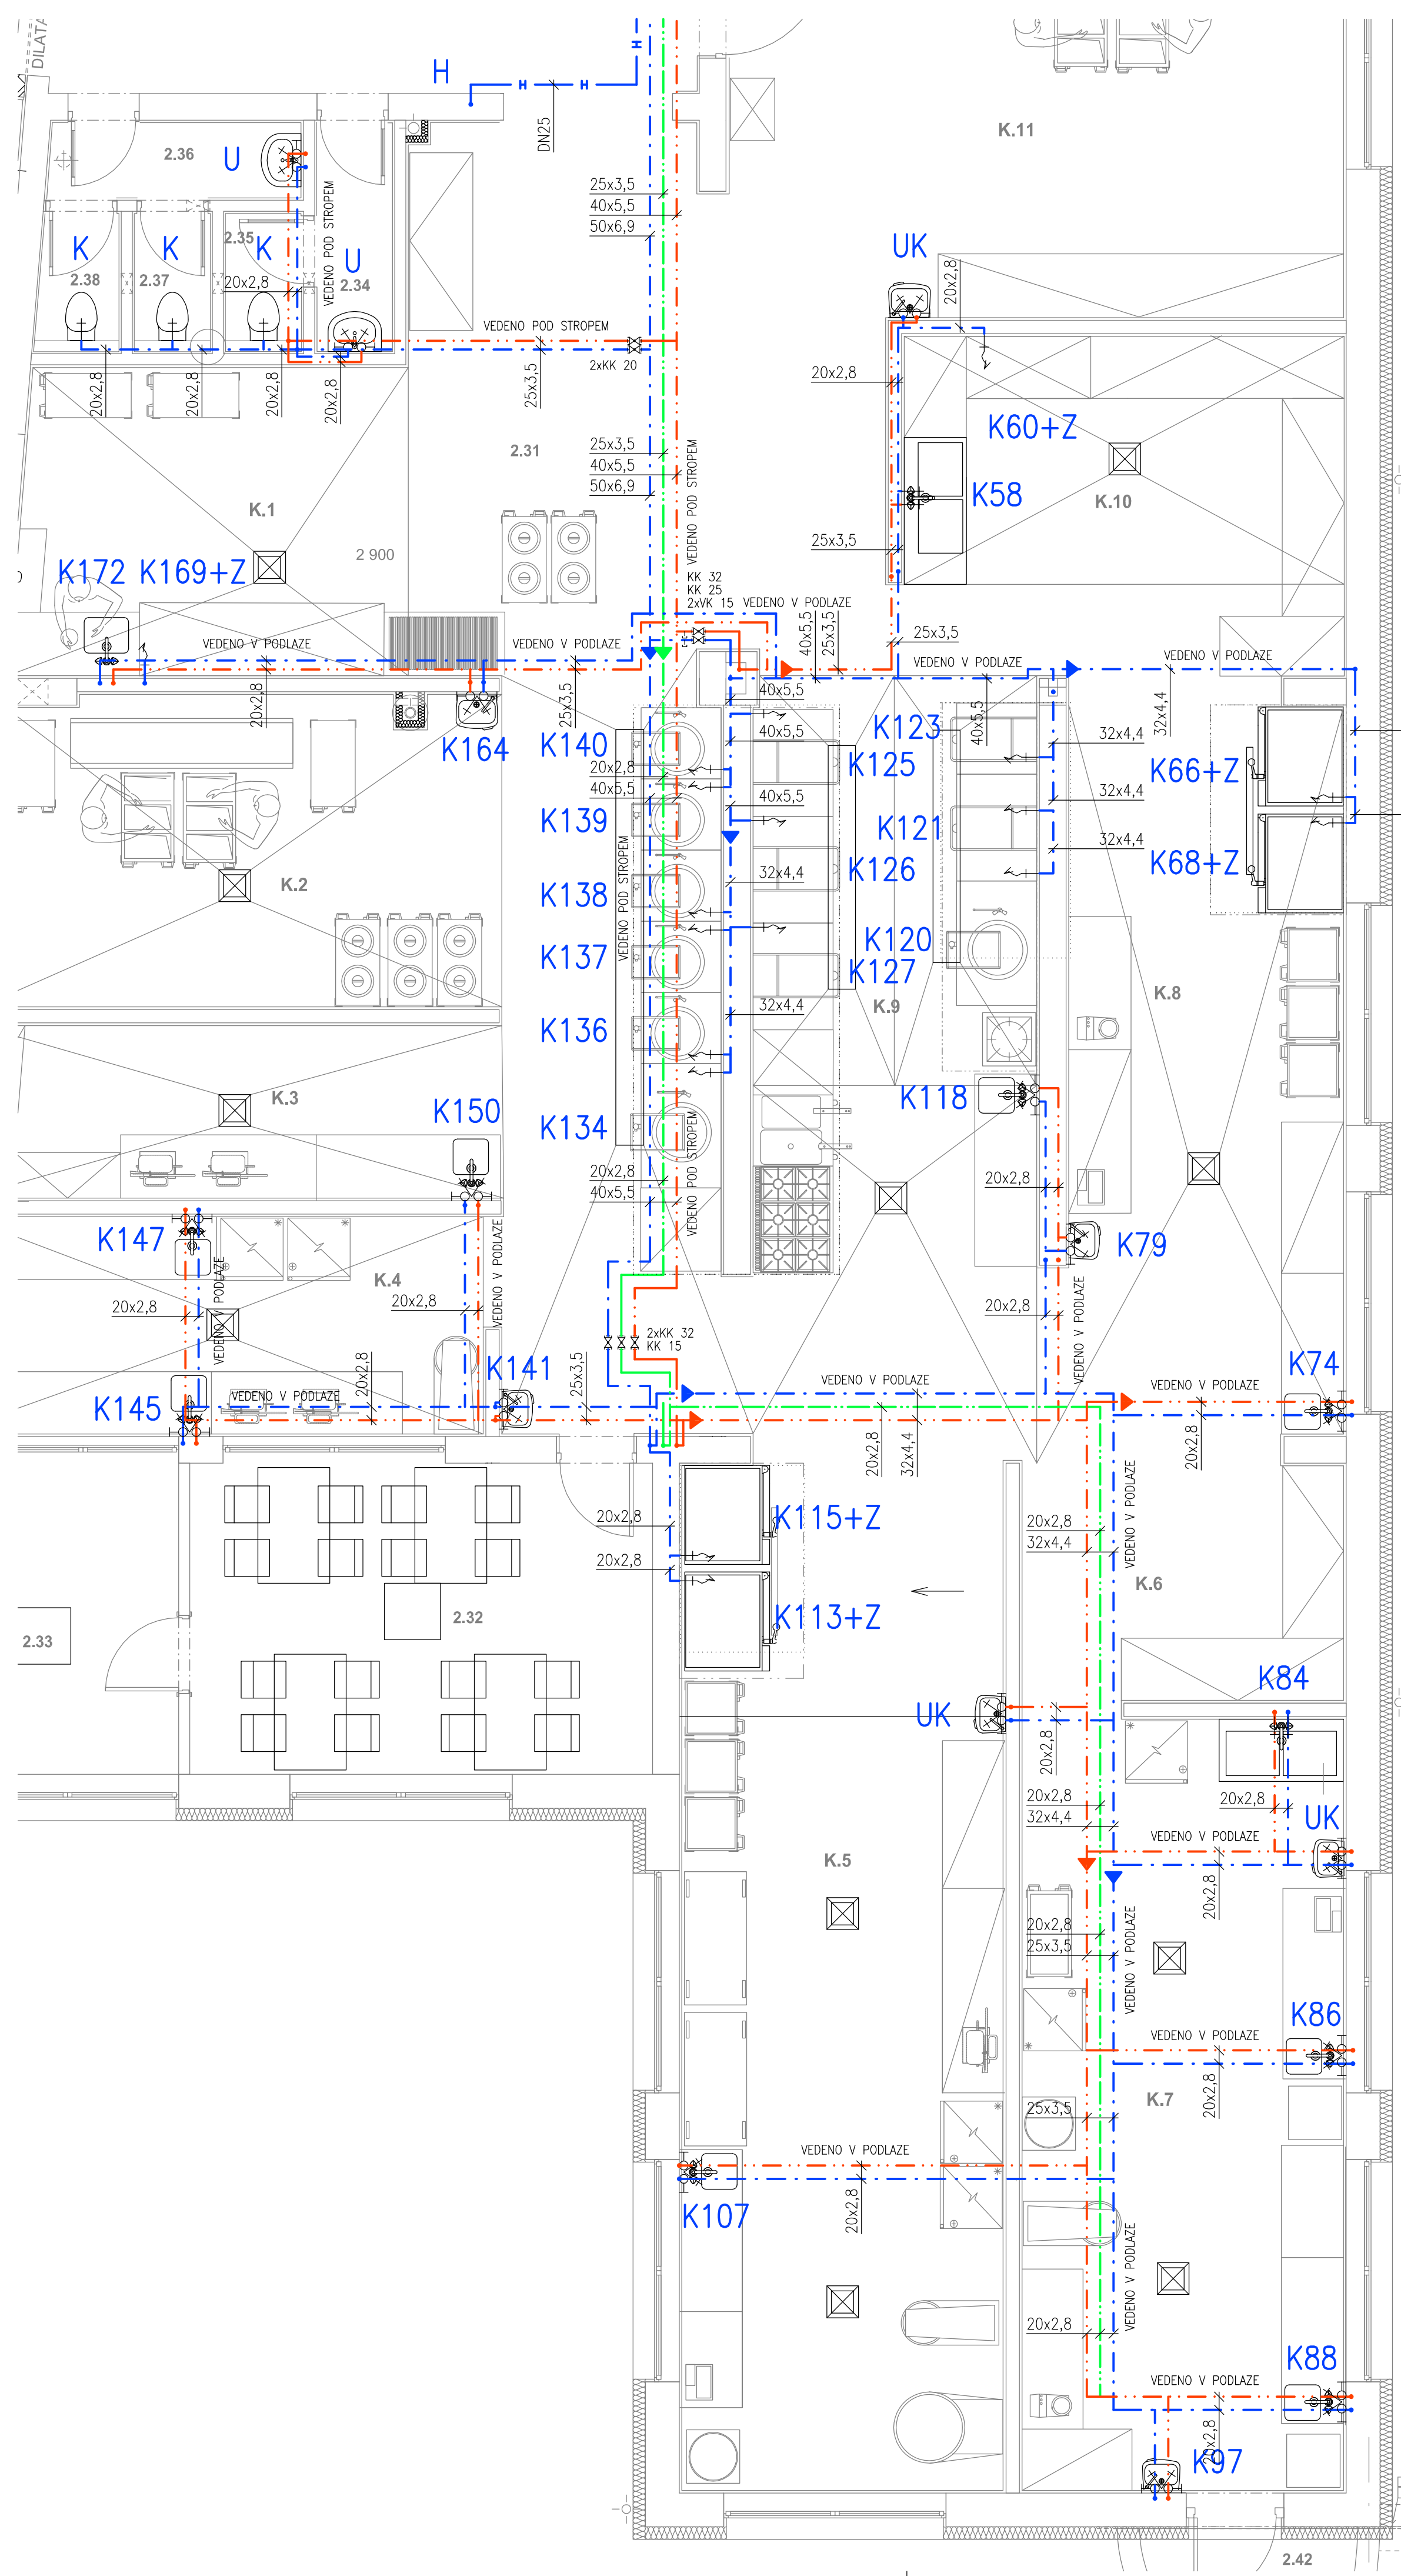 DILATA
H
H
H
H
DN25
K.11
2.36
U
VEDENO POD STROPEM
25x3,5
40x5,5
50x6,9
K
K
2.35
K
U
2.38
2.37
20x2,8
2.34
UK
20x2,8
VEDENO POD STROPEM
2xKK 20
20x2,8
20x2,8
20x2,8
20x2,8
25x3,5
20x2,8
K60+Z
2.31
25x3,5
40x5,5
50x6,9
VEDENO POD STROPEM
K58
K.10
K.1
2 900
25x3,5
K172
K169+Z
KK 32
KK 25
2xVK 15
VEDENO V PODLAZE
VEDENO V PODLAZE
VEDENO V PODLAZE
40x5,5
25x3,5
25x3,5
VEDENO V PODLAZE
VEDENO V PODLAZE
20x2,8
25x3,5
40x5,5
40x5,5
32x4,4
K164
K140
K123
40x5,5
32x4,4
K125
K66+Z
20x2,8
40x5,5
40x5,5
32x4,4
K139
K121
32x4,4
K126
K68+Z
K138
32x4,4
VEDENO POD STROPEM
K.2
K137
K120
K127
K136
32x4,4
K.9
K.8
K.3
K150
K134
K118
VEDENO POD STROPEM
20x2,8
40x5,5
20x2,8
K147
VEDENO V PODLAZE
VEDENO V PODLAZE
K79
K.4
20x2,8
20x2,8
20x2,8
VEDENO V PODLAZE
2xKK 32
KK 15
K141
20x2,8
25x3,5
K74
K145
VEDENO V PODLAZE
VEDENO V PODLAZE
VEDENO V PODLAZE
20x2,8
32x4,4
20x2,8
VEDENO V PODLAZE
K115+Z
20x2,8
20x2,8
20x2,8
32x4,4
K.6
K113+Z
2.32
2.33
K84
UK
20x2,8
20x2,8
20x2,8
32x4,4
UK
VEDENO V PODLAZE
K.5
20x2,8
20x2,8
25x3,5
VEDENO V PODLAZE
K86
VEDENO V PODLAZE
20x2,8
K.7
25x3,5
VEDENO V PODLAZE
K107
20x2,8
VEDENO V PODLAZE
20x2,8
K88
VEDENO V PODLAZE
20x2,8
K97
2.42